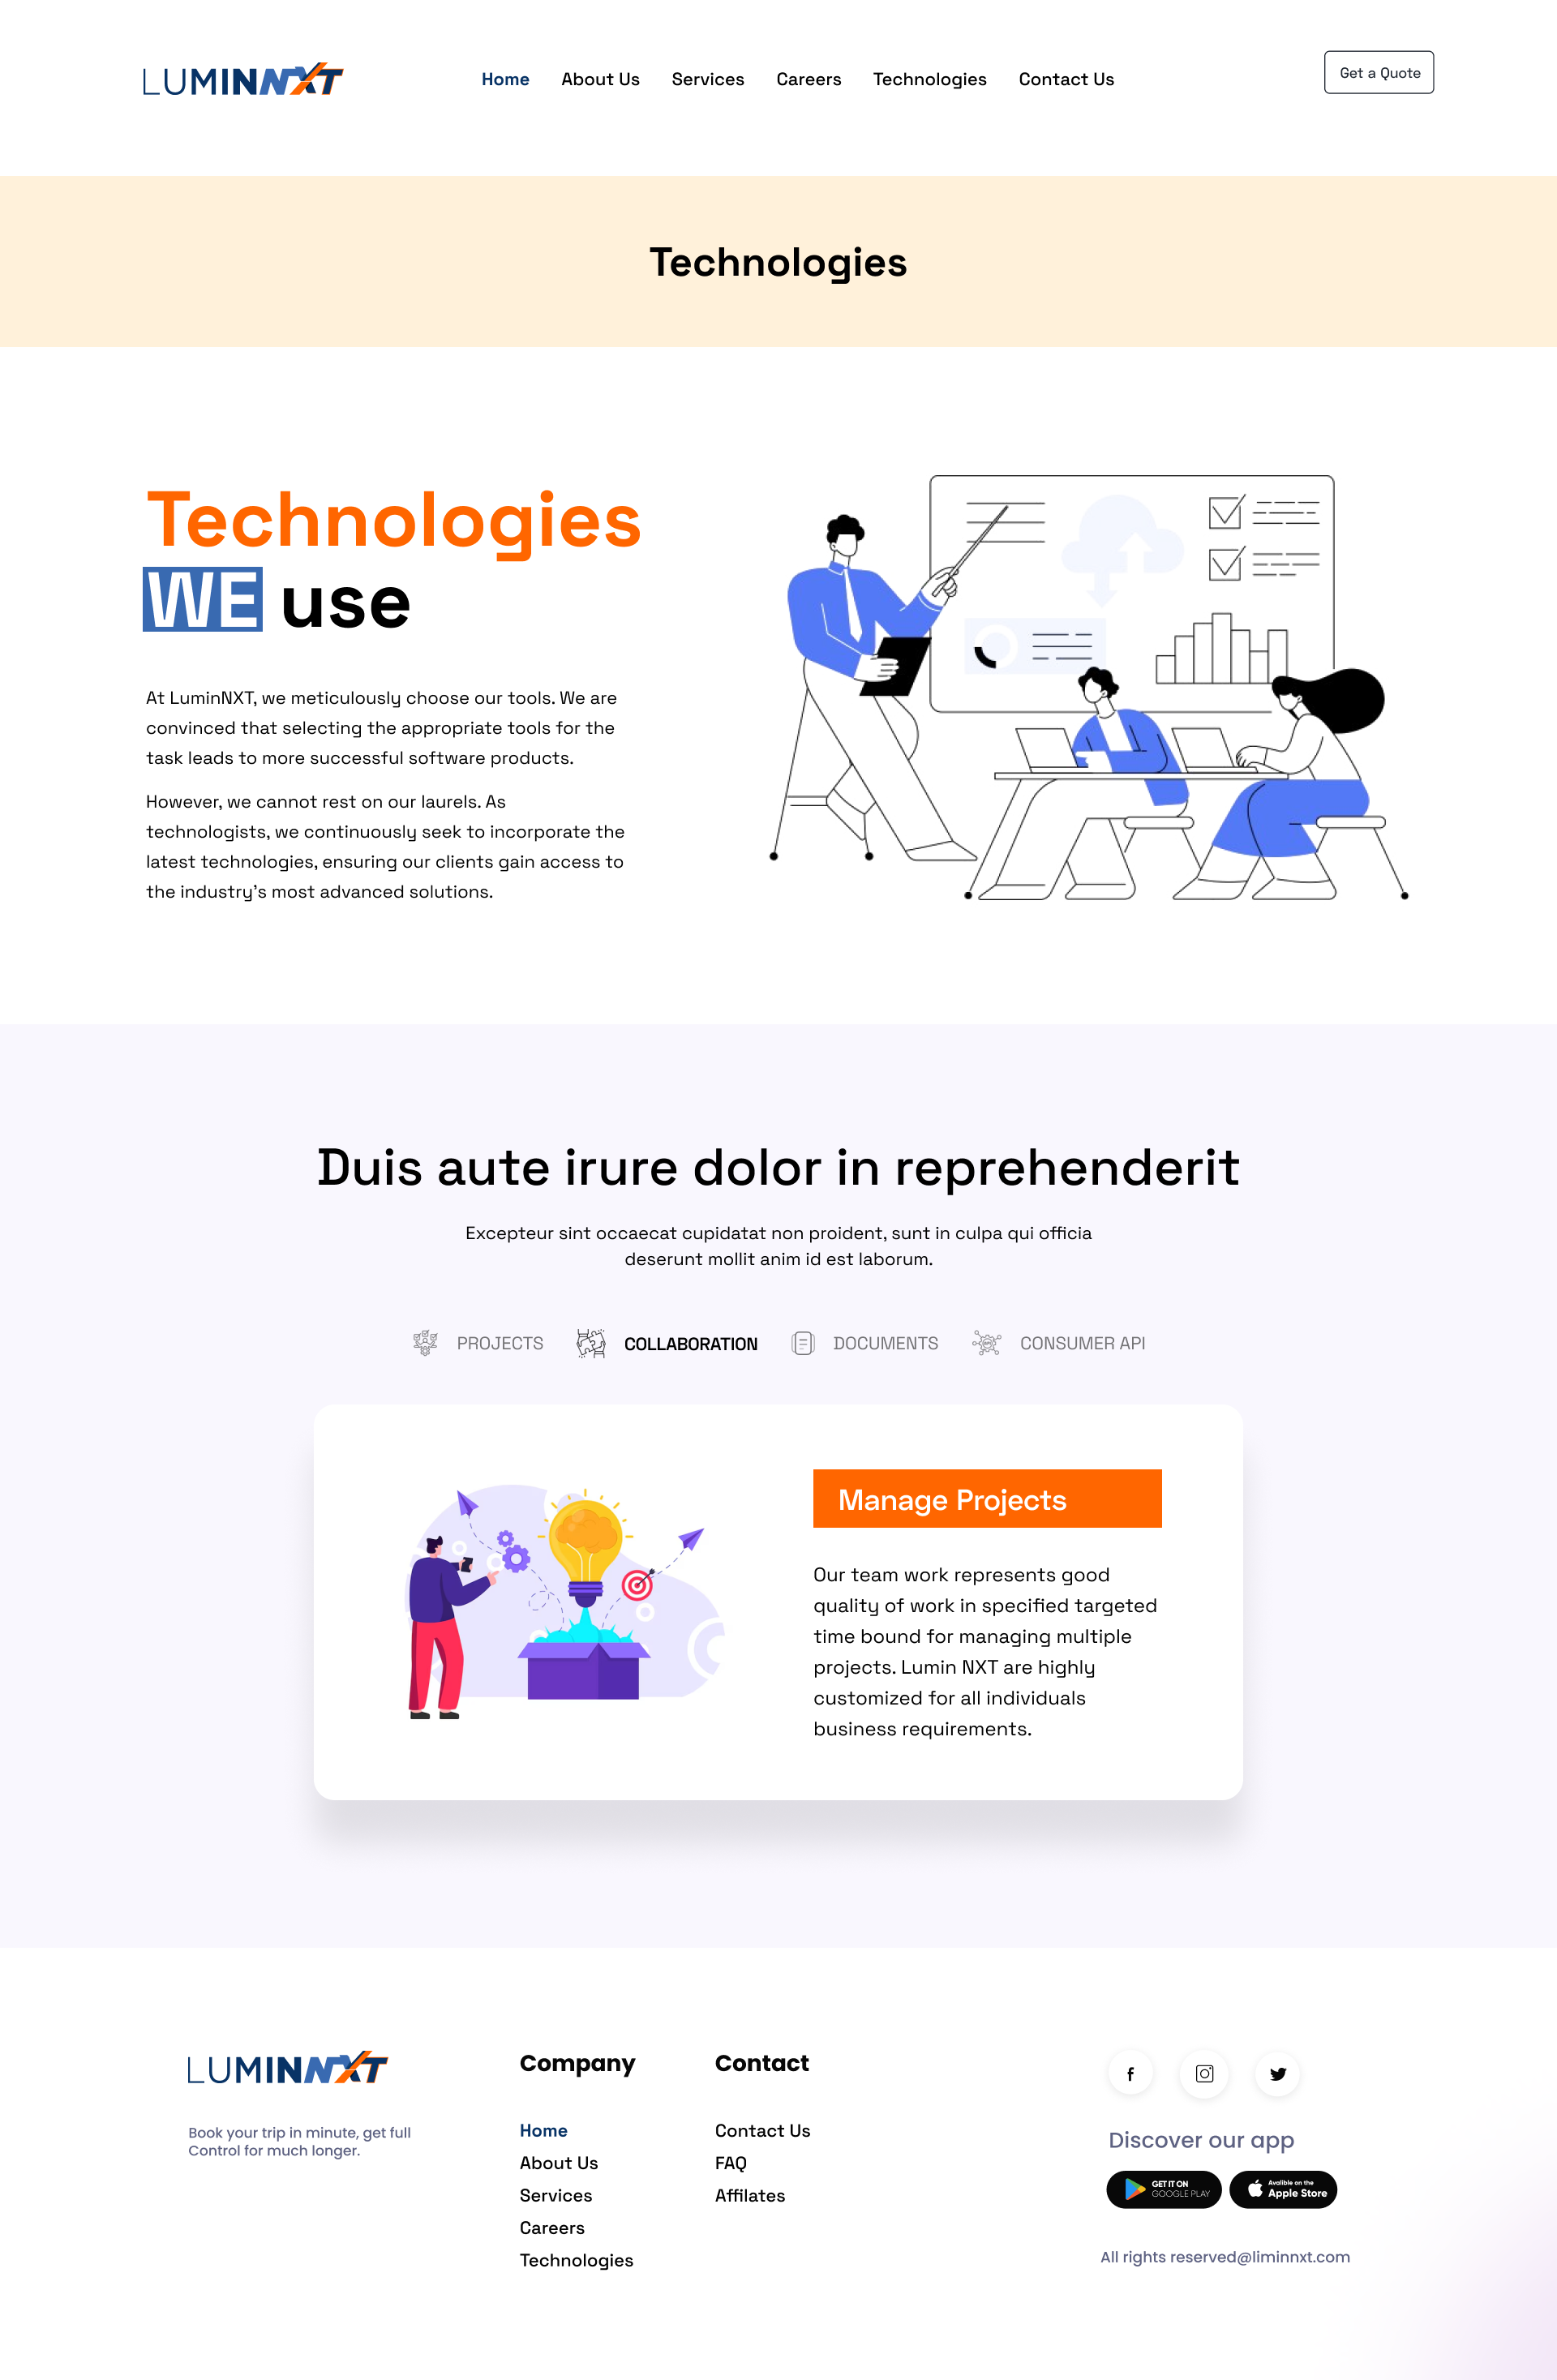 LUMINNXT
Home About Us Services Careers Technologies Contact Us
Get a Quote
Technologies
Technologies
WE use
At LuminNXT, we meticulously choose our tools. We are
convinced that selecting the appropriate tools for the
task leads to more successful software products.
However, we cannot rest on our laurels. As
technologists, we continuously seek to incorporate the
latest technologies, ensuring our clients gain access to
the industry's most advanced solutions.
Duis aute irure dolor in reprehenderit
Excepteur sint occaecat cupidatat non proident, sunt in culpa qui officia
deserunt mollit anim id est laborum.
PROJECTS COLLABORATION DOCUMENTS CONSUMER API
Manage Projects
Our team work represents good
quality of work in specified targeted
time bound for managing multiple
projects. Lumin NXT are highly
customized for all individuals
business requirements.
LUMINNXT
Book your trip in minute, get full
Control for much longer.
Company
Home
About Us
Services
Careers
Technologies
Contact
Contact Us
FAQ
Affilates
Discover our app
GET IT ON
GOOGLE PLAY
Avalible on the
Apple Store
All rights reserved@liminnxt.com